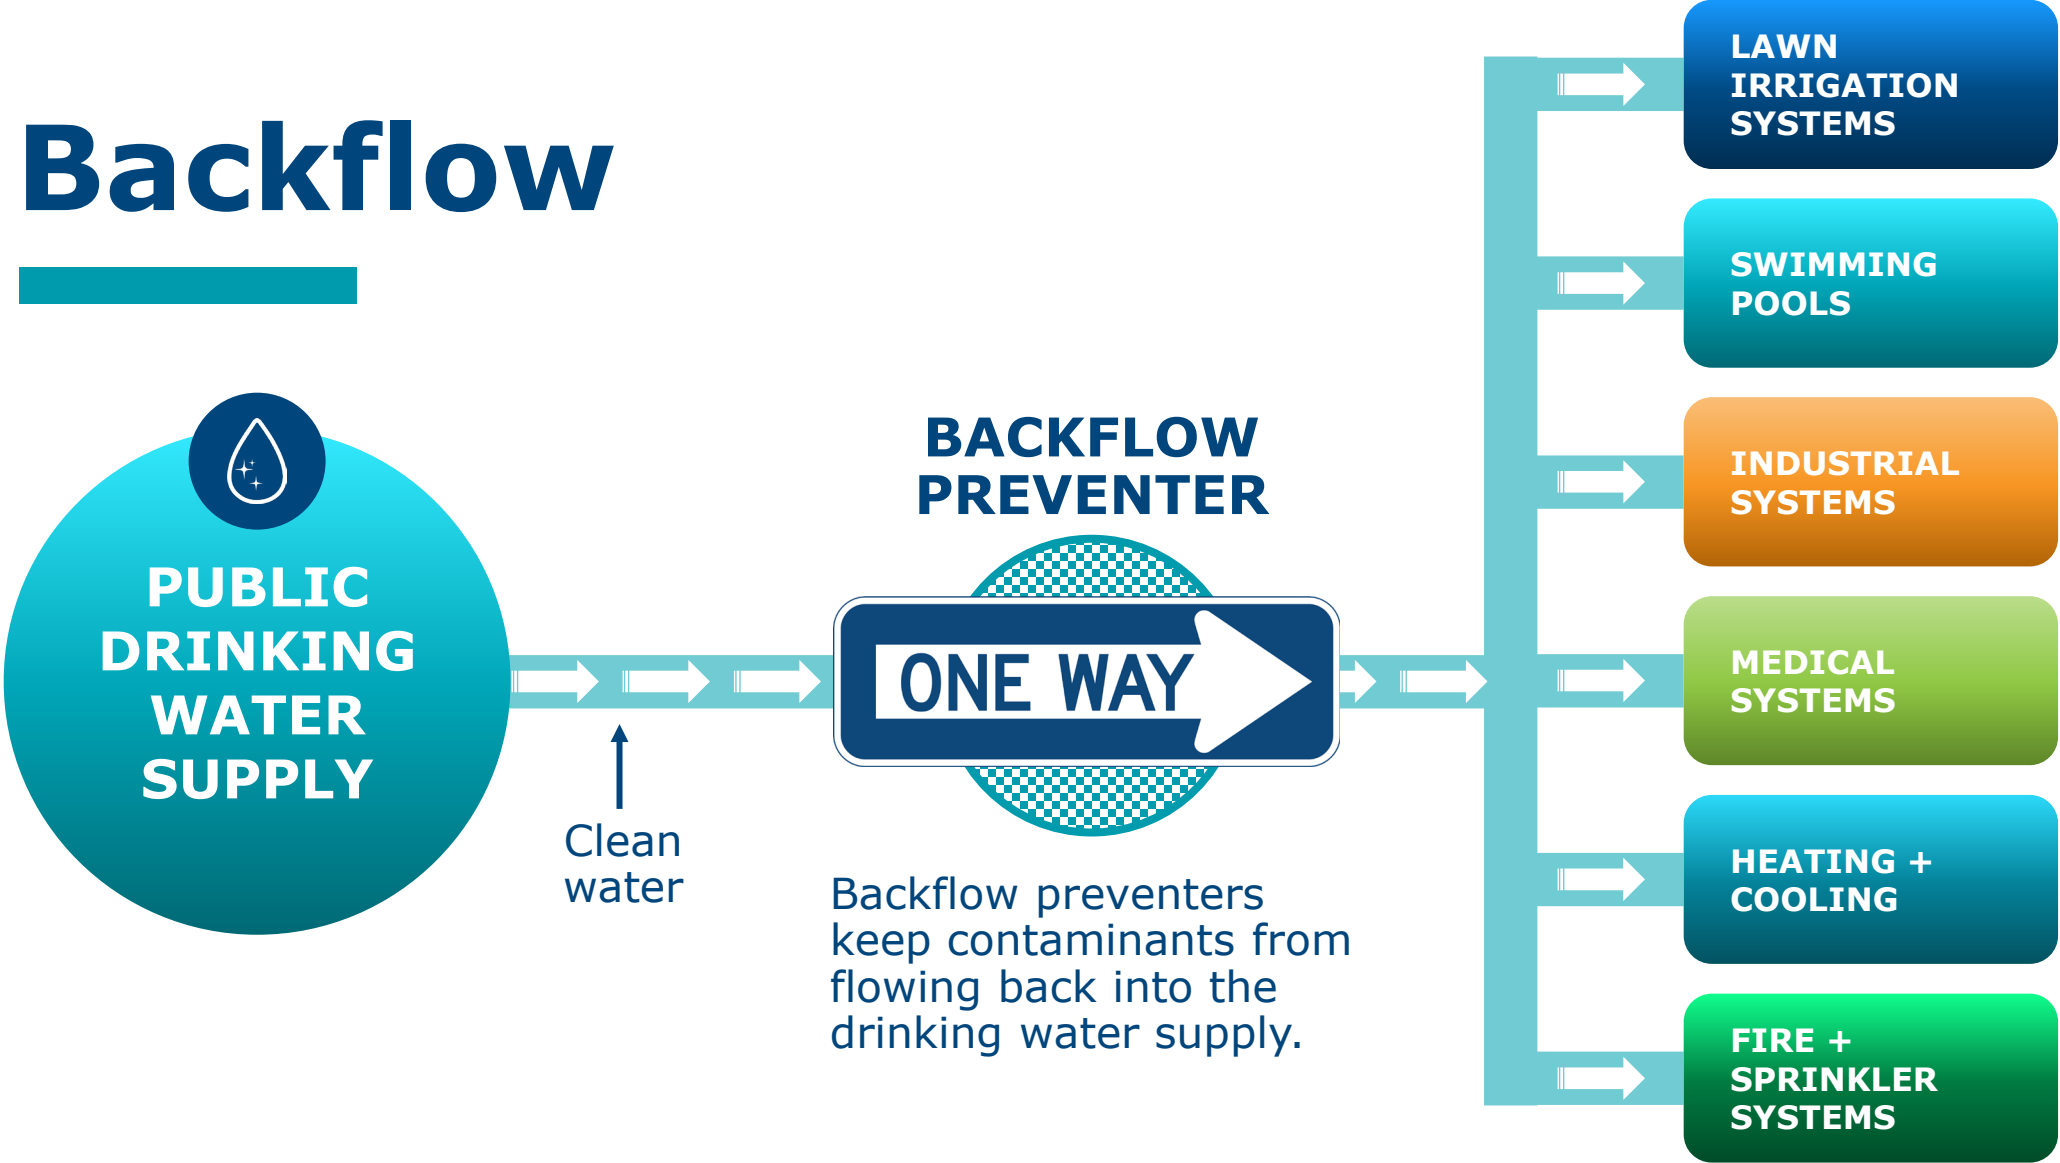 Backflow
PUBLIC
DRINKING
WATER
SUPPLY
Clean
water
BACKFLOW
PREVENTER
ONE WAY
Backflow preventers
keep contaminants from
flowing back into the
drinking water supply.
LAWN
IRRIGATION
SYSTEMS
SWIMMING
POOLS
INDUSTRIAL
SYSTEMS
MEDICAL
SYSTEMS
HEATING +
COOLING
FIRE +
SPRINKLER
SYSTEMS